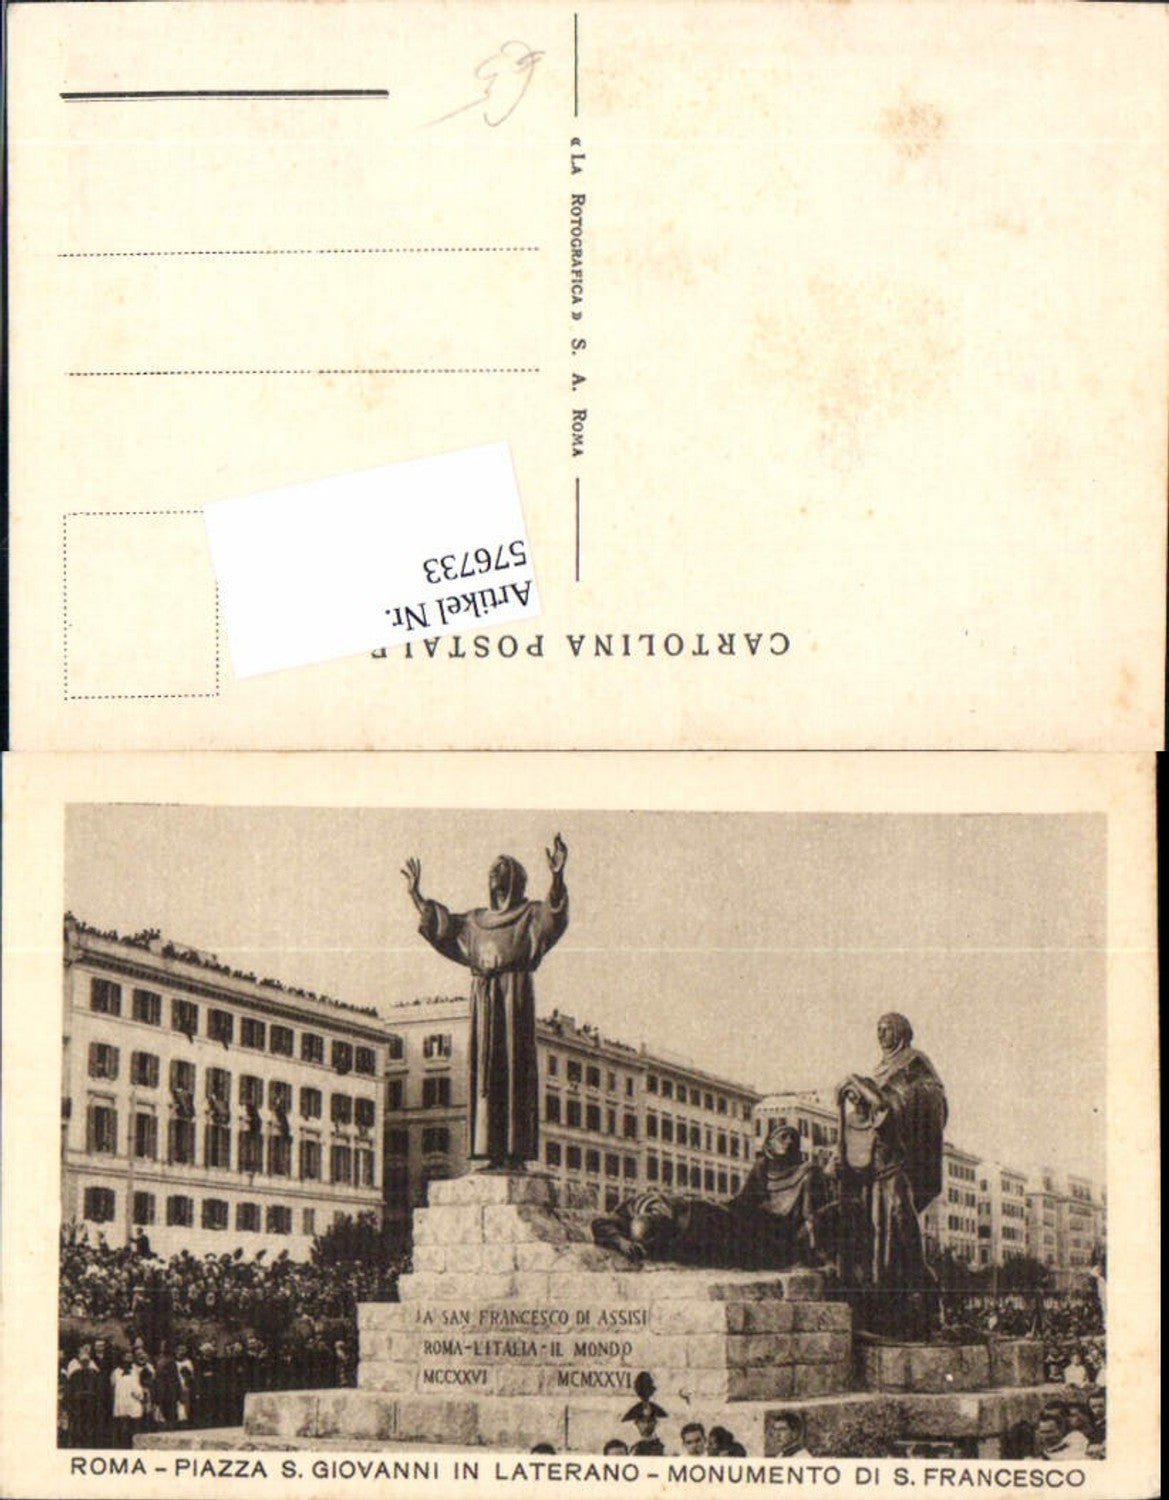 59
« LA ROTOGRAFICA » S. A. ROMA
Artikel Nr.
576733
CARTOLINA POSTALE
A SAN FRANCESCO DI ASSISI
ROMA-L'ITALIA-IL MONDO
MCCXXVI MCMXXVI
ROMA - PIAZZA S. GIOVANNI IN LATERANO - MONUMENTO DI S. FRANCESCO